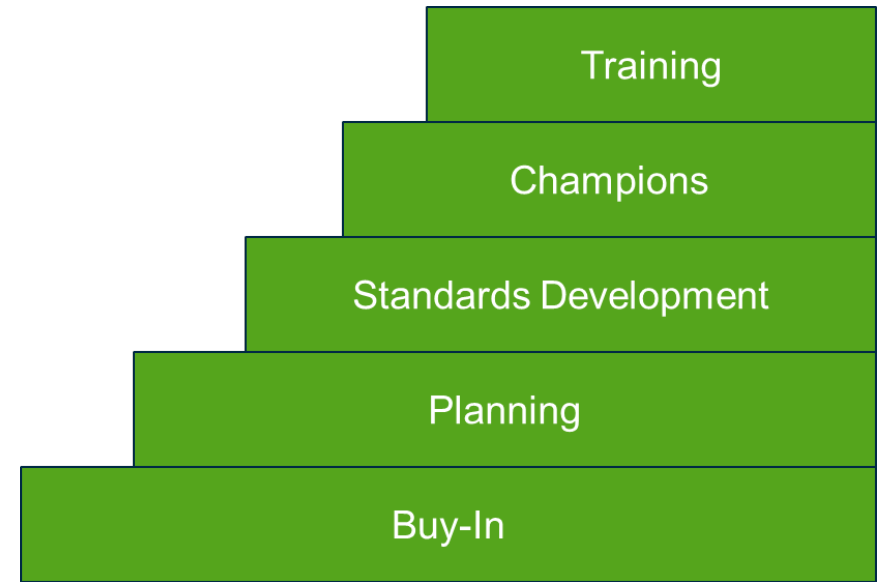 Training
Champions
Standards Development
Planning
Buy-In